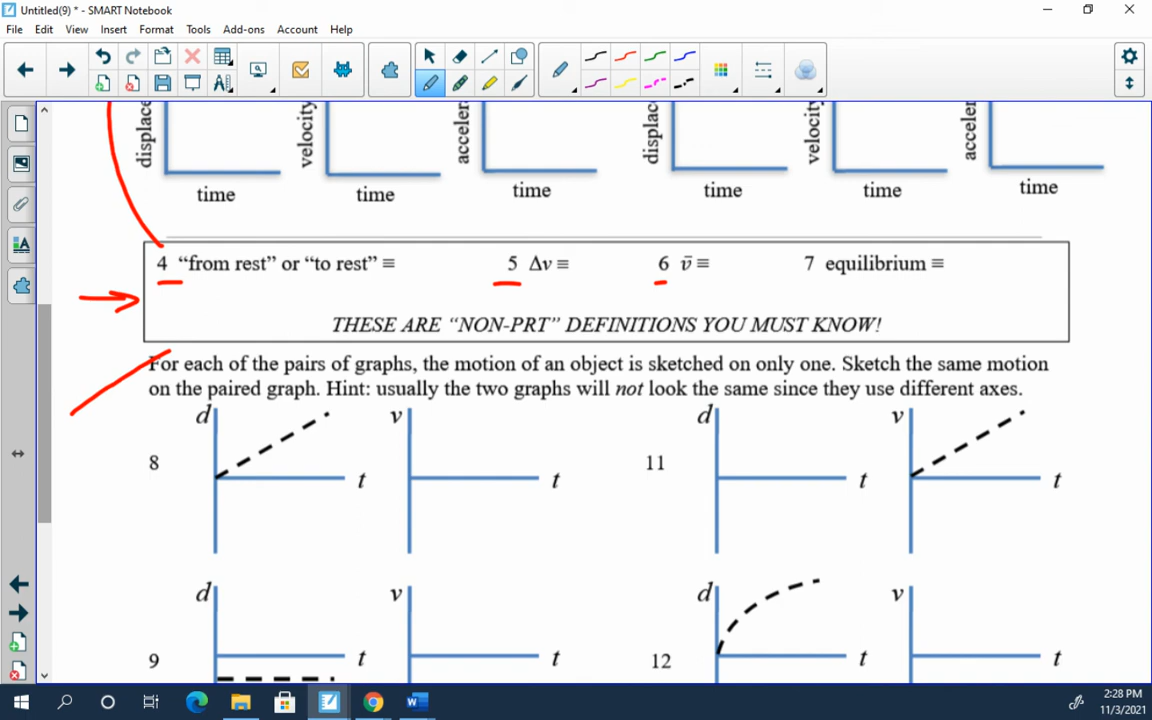 Untitled(9) * - SMART Notebook
File Edit View Insert Format Tools Add-ons Account Help
displace velocity acceler displace velocity acceler
time time time time time time
4 “from rest” or “to rest” ≡ 5 Δv ≡ 6 v̄ ≡ 7 equilibrium ≡
THESE ARE “NON-PRT” DEFINITIONS YOU MUST KNOW!
For each of the pairs of graphs, the motion of an object is sketched on only one. Sketch the same motion
on the paired graph. Hint: usually the two graphs will not look the same since they use different axes.
d v d v
8 t t 11 t t
d v d v
9 t t 12 t t
2:28 PM
11/3/2021